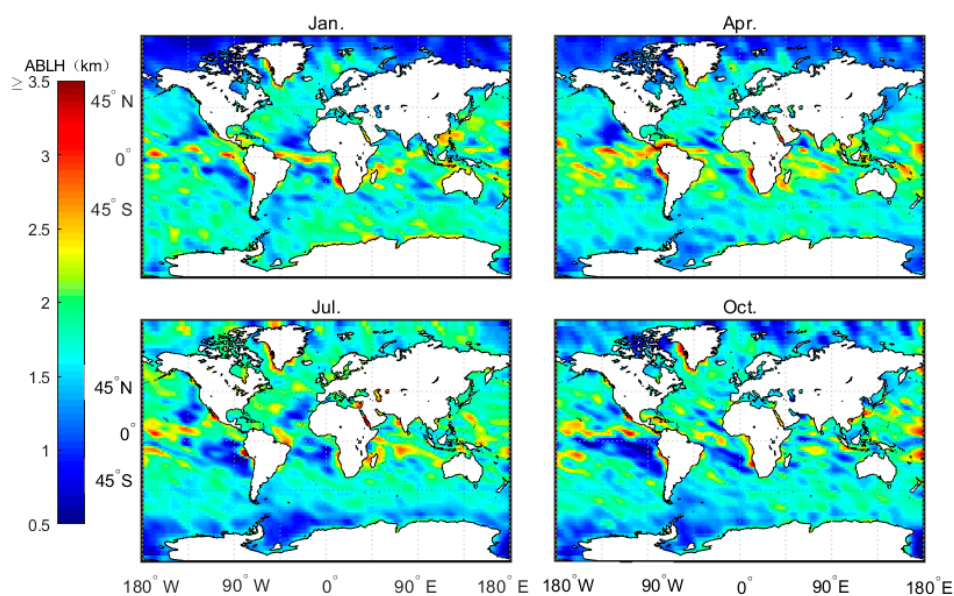 Jan.
Apr.
ABLH（km）
≥
3.5
3
2.5
2
1.5
1
0.5
45° N
0°
45° S
Jul.
Oct.
45°N
0°
45°S
180° W
90° W
0°
90° E
180° E
180° W
90° W
0°
90° E
180° E